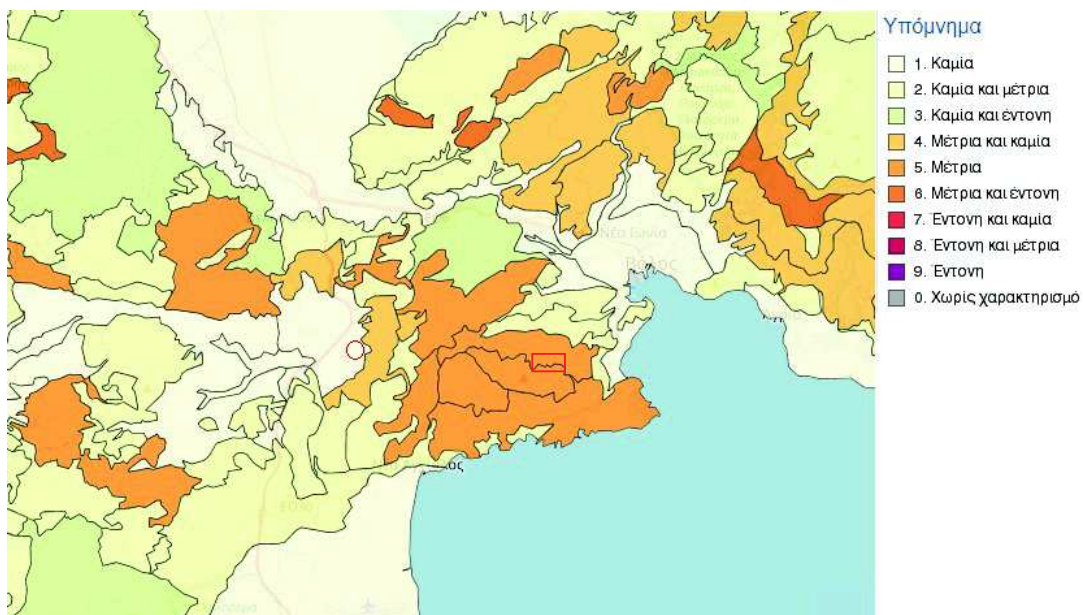 Υπόμνημα
1. Καμία
2. Καμία και μέτρια
3. Καμία και έντονη
4. Μέτρια και καμία
5. Μέτρια
6. Μέτρια και έντονη
7. Έντονη και καμία
8. Έντονη και μέτρια
9. Έντονη
0. Χωρίς χαρακτηρισμό
Νέα Ιωνία
Βόλος